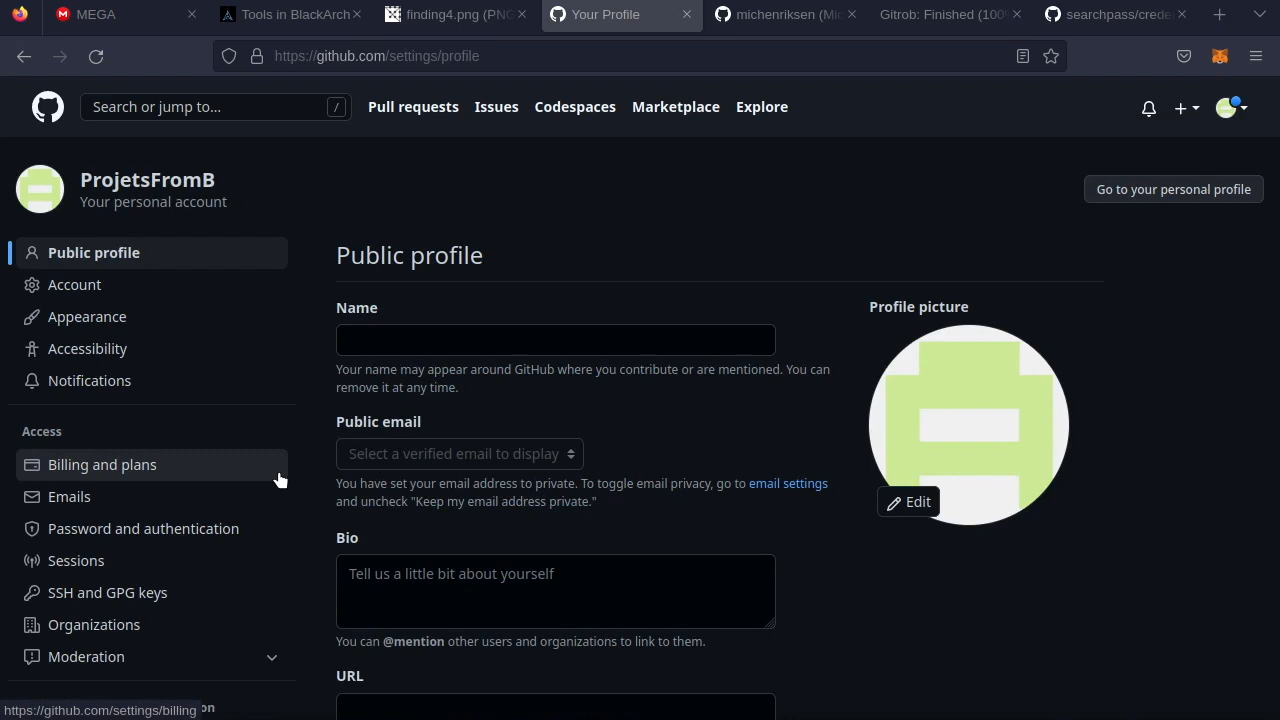 MEGA
Tools in BlackArch
finding4.png (PNG
Your Profile
michenriksen (Mic
Gitrob: Finished (100%
searchpass/crede
https://github.com/settings/profile
Search or jump to...
/
Pull requests
Issues
Codespaces
Marketplace
Explore
ProjetsFromB
Your personal account
Go to your personal profile
Public profile
Account
Appearance
Accessibility
Notifications
Access
Billing and plans
Emails
Password and authentication
Sessions
SSH and GPG keys
Organizations
Moderation
Public profile
Name
Your name may appear around GitHub where you contribute or are mentioned. You can
remove it at any time.
Public email
Select a verified email to display
You have set your email address to private. To toggle email privacy, go to email settings
and uncheck "Keep my email address private."
Bio
Tell us a little bit about yourself
You can @mention other users and organizations to link to them.
URL
Profile picture
Edit
https://github.com/settings/billing